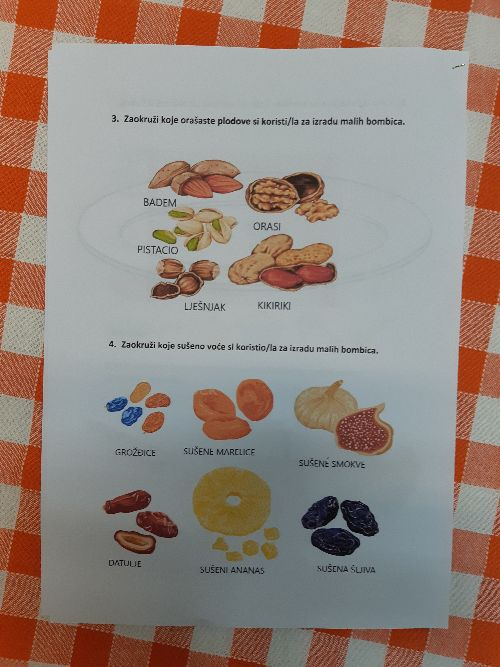 3. Zaokruži koje orašaste plodove si koristi/la za izradu malih bombica.
BADEM
ORASI
PISTACIO
LJEŠNJAK KIKIRIKI
4. Zaokruži koje sušeno voće si koristio/la za izradu malih bombica.
GROŽĐICE SUŠENE MARELICE SUŠENE SMOKVE
DATULJE SUŠENI ANANAS SUŠENA ŠLJIVA